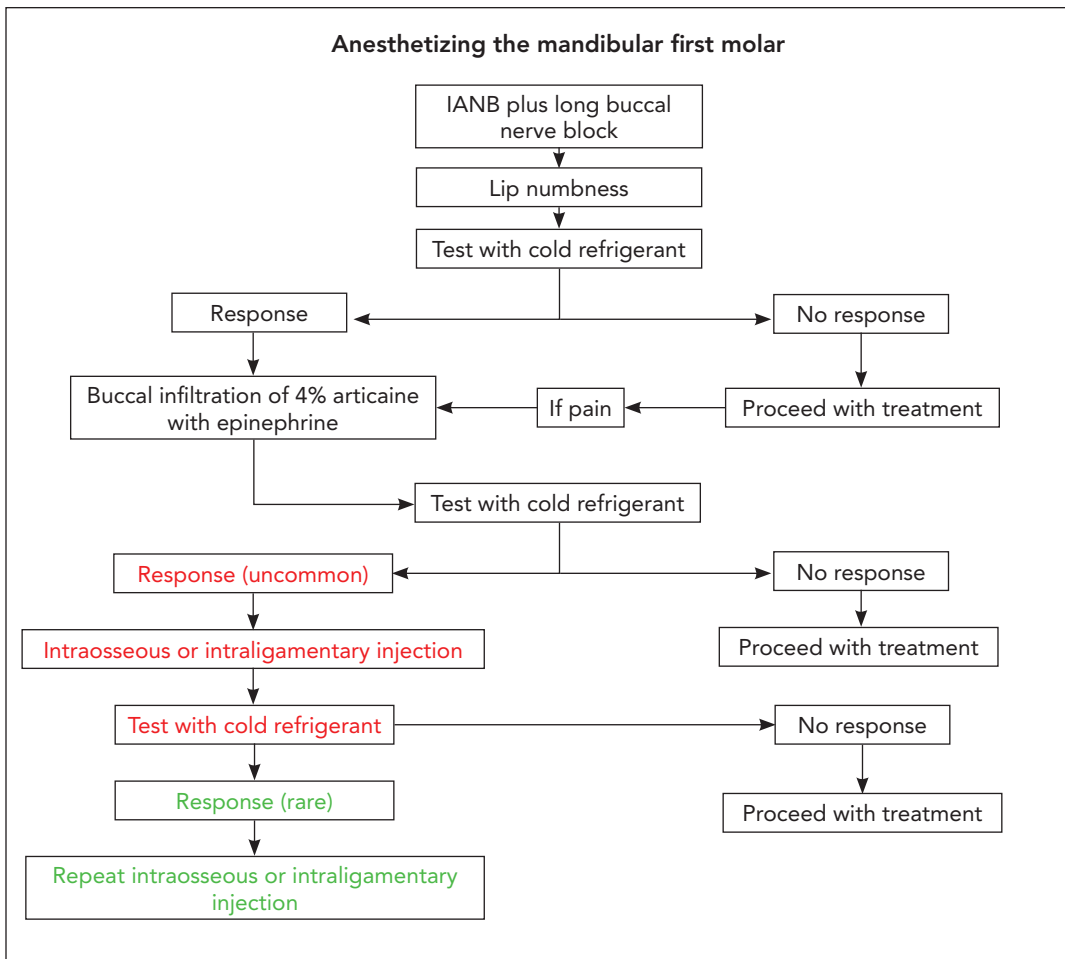 Anesthetizing the mandibular first molar
IANB plus long buccal
nerve block
Lip numbness
Test with cold refrigerant
Response
No response
Buccal infiltration of 4% articaine
with epinephrine
If pain
Proceed with treatment
Test with cold refrigerant
Response (uncommon)
No response
Intraosseous or intraligamentary injection
Proceed with treatment
Test with cold refrigerant
No response
Response (rare)
Proceed with treatment
Repeat intraosseous or intraligamentary
injection